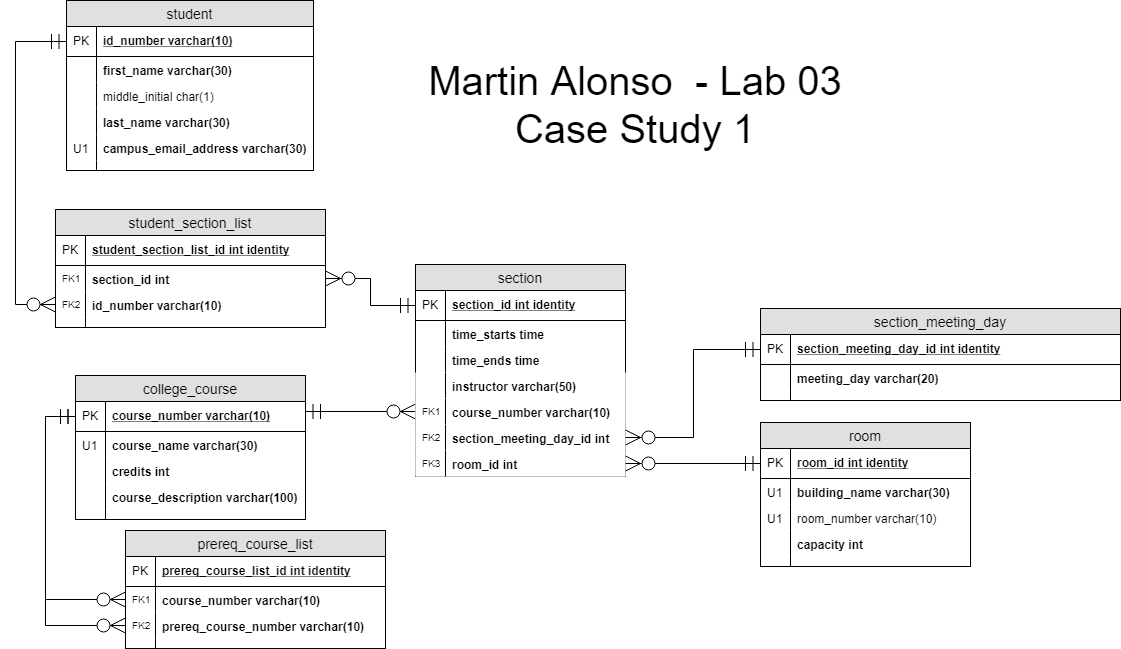 student
PK id_number varchar(10)
first_name varchar(30)
middle_initial char(1)
last_name varchar(30)
U1 campus_email_address varchar(30)
Martin Alonso - Lab 03
Case Study 1
student_section_list
PK student_section_list_id int identity
FK1 section_id int
FK2 id_number varchar(10)
section
PK section_id int identity
time_starts time
time_ends time
instructor varchar(50)
FK1 course_number varchar(10)
FK2 section_meeting_day_id int
FK3 room_id int
section_meeting_day
PK section_meeting_day_id int identity
meeting_day varchar(20)
college_course
PK course_number varchar(10)
U1 course_name varchar(30)
credits int
course_description varchar(100)
room
PK room_id int identity
U1 building_name varchar(30)
U1 room_number varchar(10)
capacity int
prereq_course_list
PK prereq_course_list_id int identity
FK1 course_number varchar(10)
FK2 prereq_course_number varchar(10)